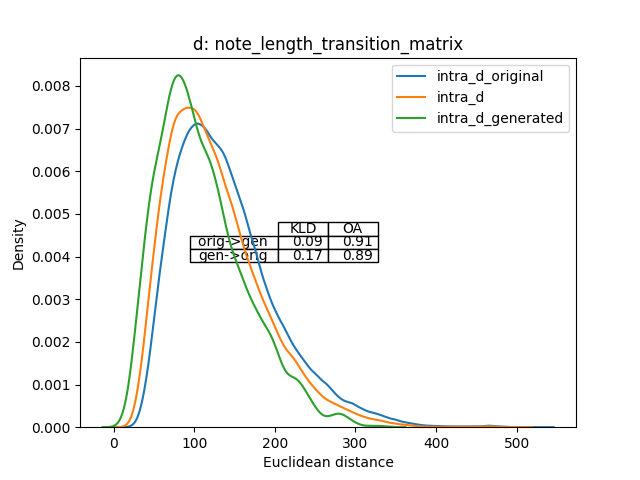 d: note_length_transition_matrix
intra_d_original
intra_d
intra_d_generated
KLD OA
orig->gen 0.09 0.91
gen->orig 0.17 0.89
Density
0.008
0.007
0.006
0.005
0.004
0.003
0.002
0.001
0.000
0 100 200 300 400 500
Euclidean distance